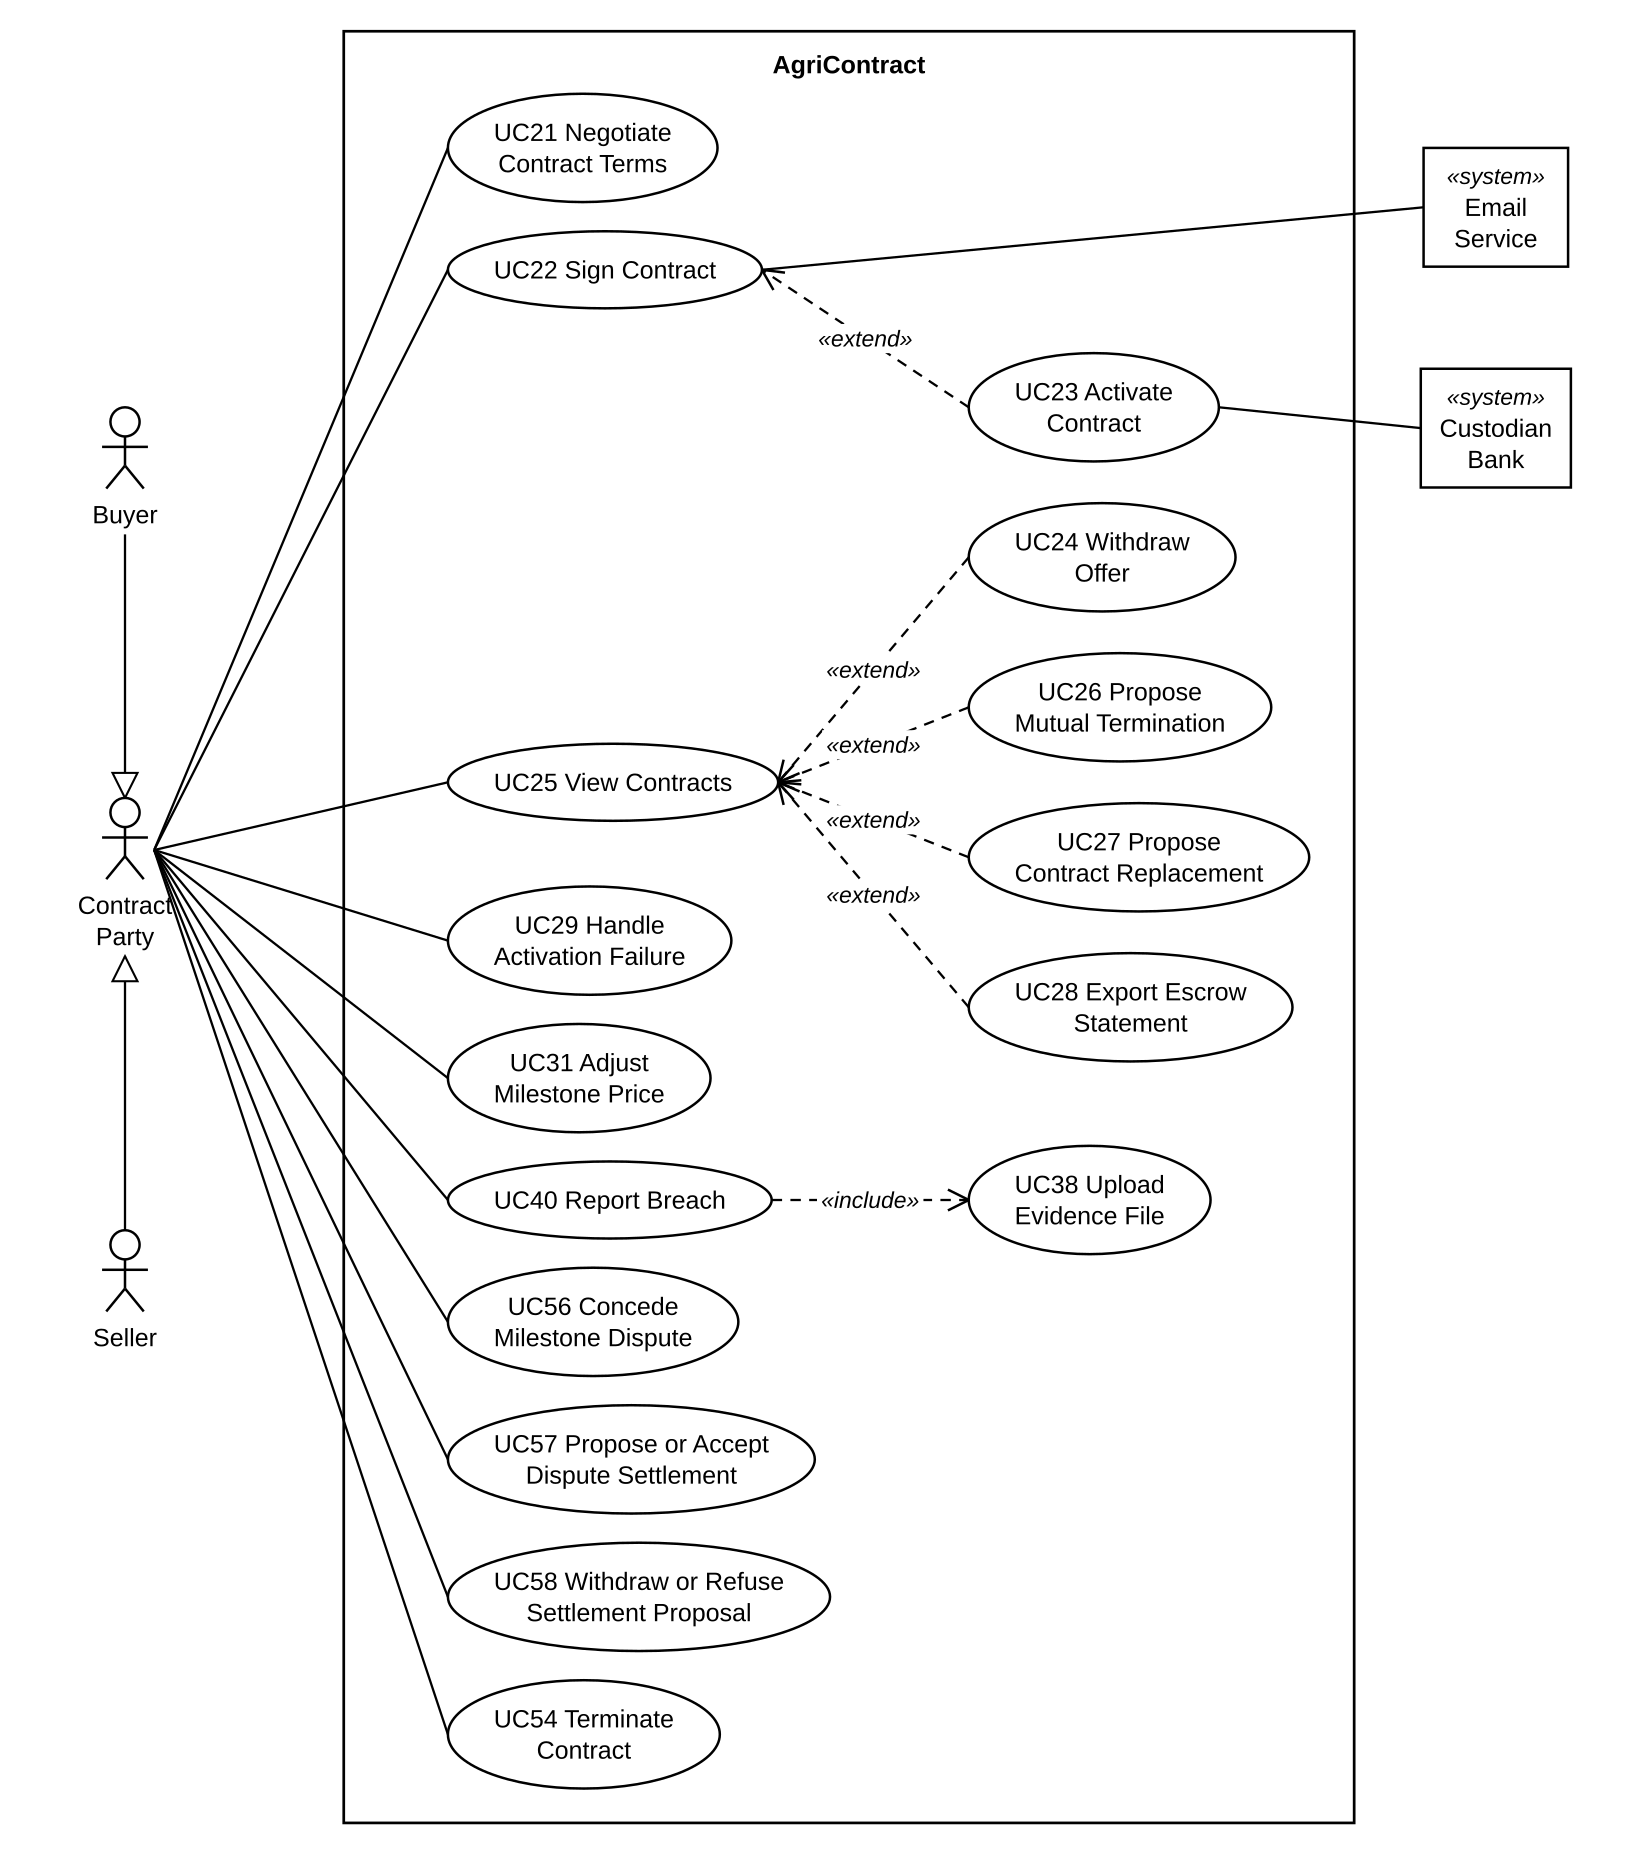 AgriContract
UC21 Negotiate
Contract Terms
«system»
Email
Service
UC22 Sign Contract
«extend»
UC23 Activate
Contract
«system»
Custodian
Bank
Buyer
UC24 Withdraw
Offer
«extend»
UC26 Propose
Mutual Termination
«extend»
UC25 View Contracts
«extend»
UC27 Propose
Contract Replacement
«extend»
Contract
Party
UC29 Handle
Activation Failure
UC28 Export Escrow
Statement
UC31 Adjust
Milestone Price
UC40 Report Breach
«include»
UC38 Upload
Evidence File
Seller
UC56 Concede
Milestone Dispute
UC57 Propose or Accept
Dispute Settlement
UC58 Withdraw or Refuse
Settlement Proposal
UC54 Terminate
Contract